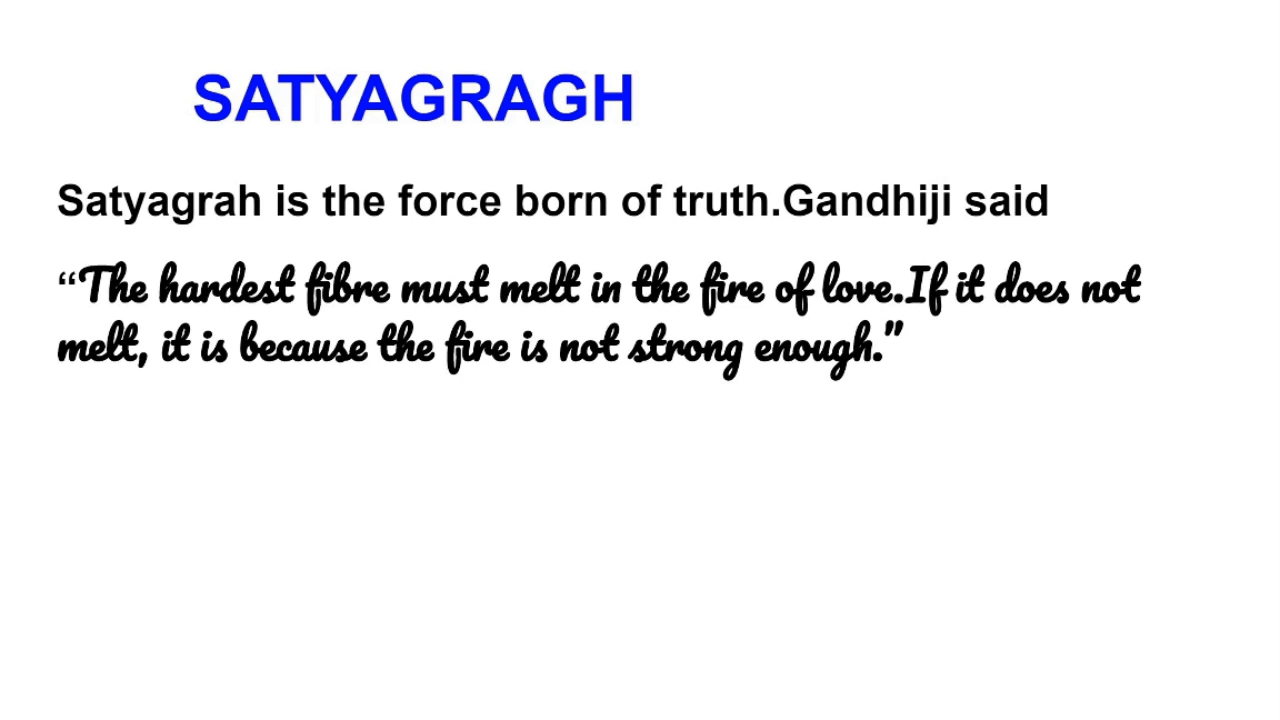 SATYAGRAGH
Satyagrah is the force born of truth.Gandhiji said
“The hardest fibre must melt in the fire of love.If it does not
melt, it is because the fire is not strong enough.”